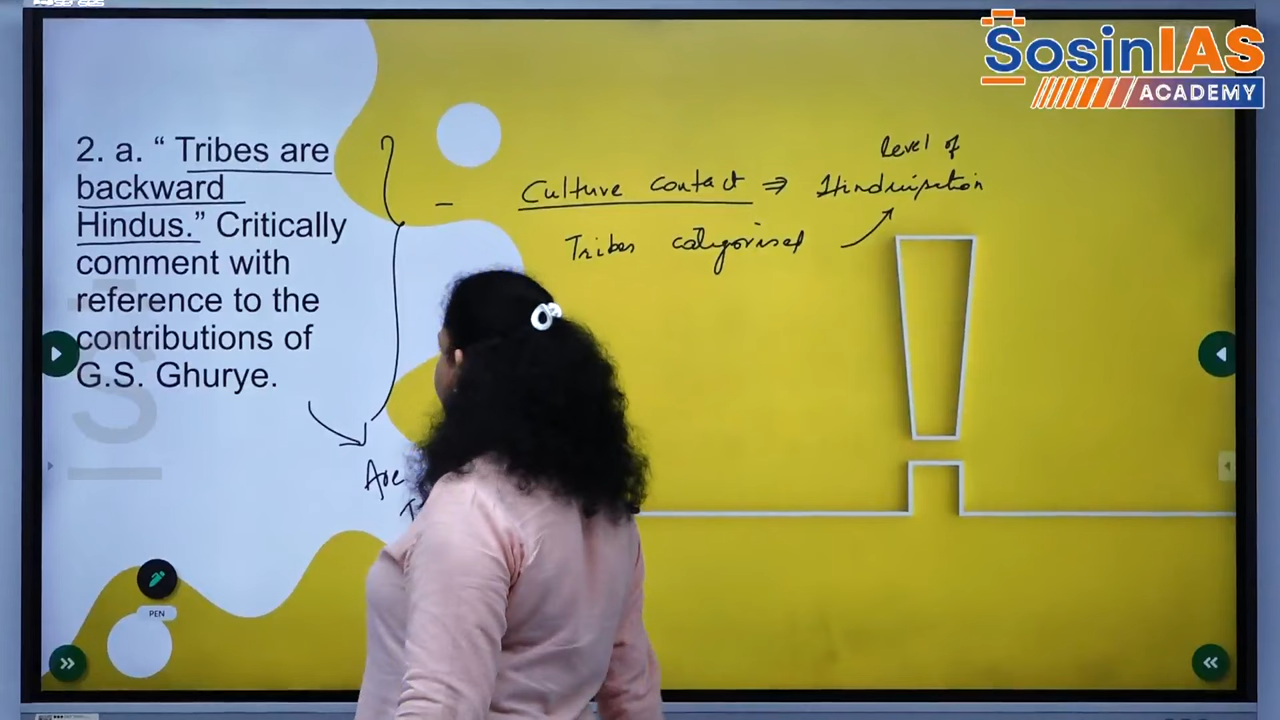 SosinIAS
ACADEMY
2. a. “ Tribes are
backward
Hindus.” Critically
comment with
reference to the
contributions of
G.S. Ghurye.
Level of
Culture contact ⇒ Hinduisation
Tribes categorised
Are
PEN